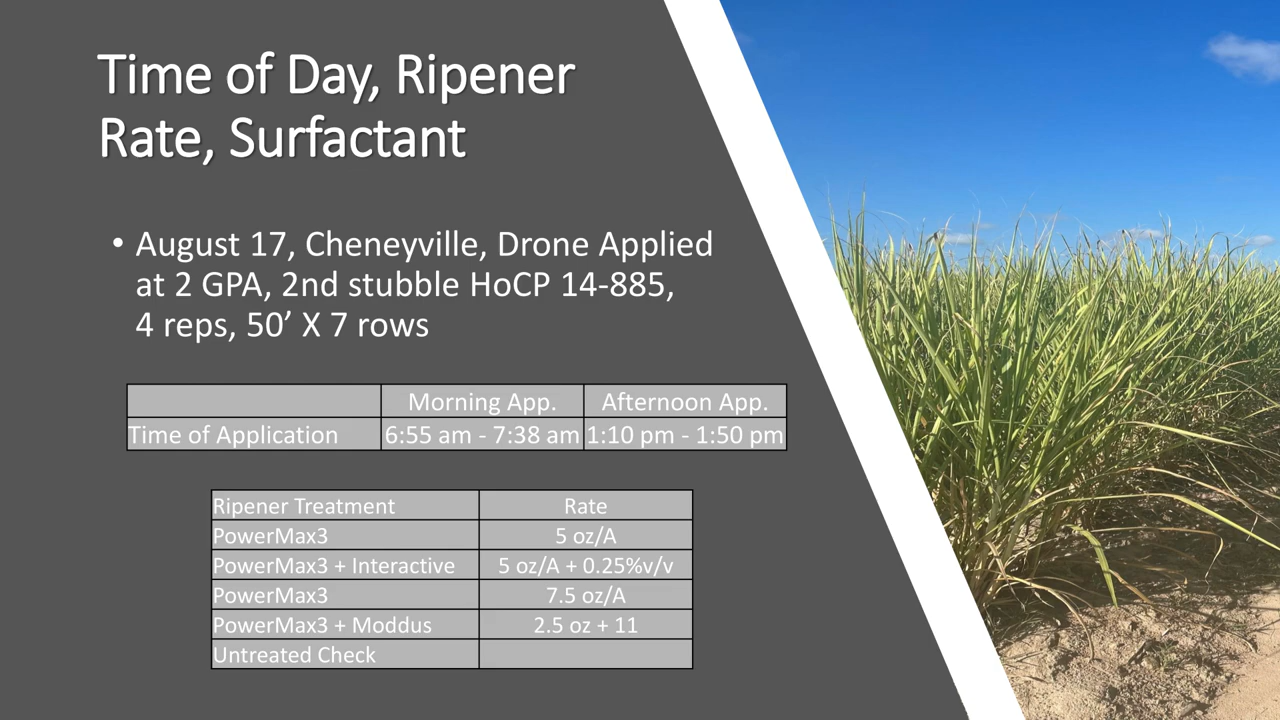 Time of Day, Ripener
Rate, Surfactant
• August 17, Cheneyville, Drone Applied
at 2 GPA, 2nd stubble HoCP 14-885,
4 reps, 50’ X 7 rows
Morning App. Afternoon App.
Time of Application 6:55 am - 7:38 am 1:10 pm - 1:50 pm
Ripener Treatment Rate
PowerMax3 5 oz/A
PowerMax3 + Interactive 5 oz/A + 0.25%v/v
PowerMax3 7.5 oz/A
PowerMax3 + Moddus 2.5 oz + 11
Untreated Check